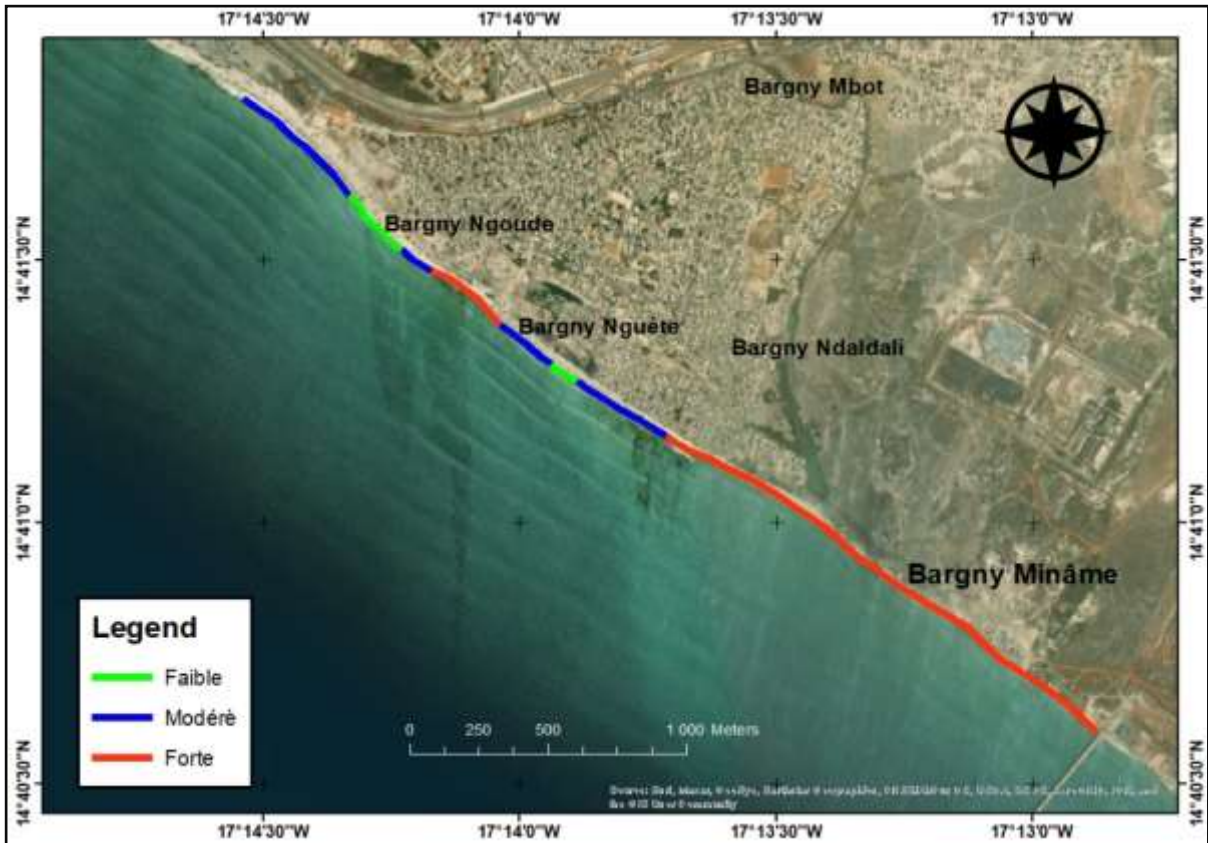 17°14'30"W 17°14'0"W 17°13'30"W 17°13'0"W
Bargny Mbot
Bargny Ngoude
14°41'30"N 14°41'30"N
Bargny Nguète
Bargny Ndaldali
14°41'0"N 14°41'0"N
Bargny Minâme
Legend
Faible
Modérè
Forte
0 250 500 1 000 Meters
14°40'30"N 14°40'30"N
17°14'30"W 17°14'0"W 17°13'30"W 17°13'0"W